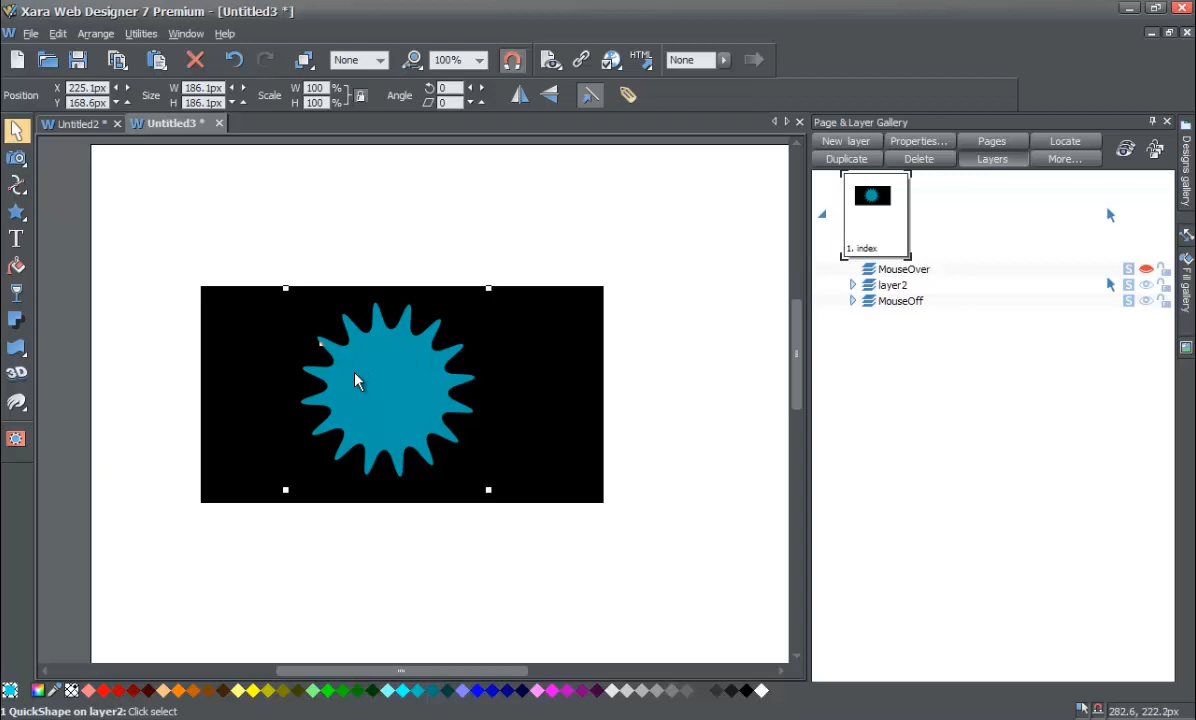 Xara Web Designer 7 Premium - [Untitled3 *]
File Edit Arrange Utilities Window Help
None 100% HTML None
Position X 225.1px Y 168.6px Size W 186.1px H 186.1px Scale W 100 % H 100 % Angle 0 0
Untitled2 * Untitled3 *
Page & Layer Gallery
New layer Properties... Pages Locate
Duplicate Delete Layers More...
1. index
MouseOver S
layer2 S
MouseOff S
Designs gallery
Fill gallery
T
3D
1 QuickShape on layer2: Click select
282.6, 222.2px